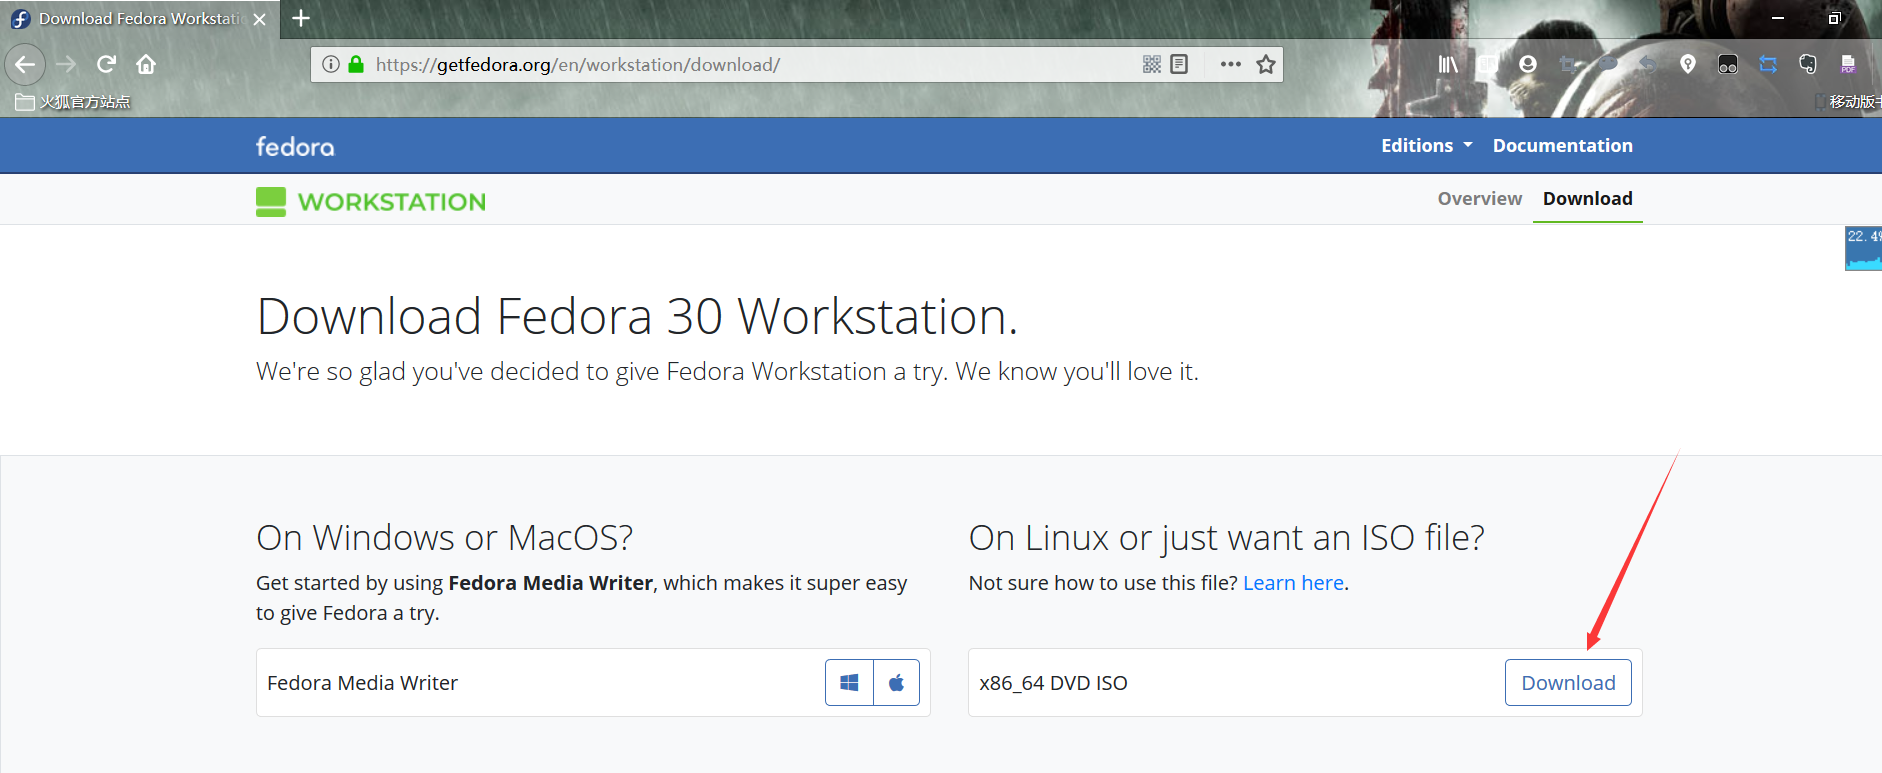 Download Fedora Workstatio
https://getfedora.org/en/workstation/download/
PDF
火狐官方站点
移动版
fedora
Editions
Documentation
WORKSTATION
Overview
Download
22.4
Download Fedora 30 Workstation.
We're so glad you've decided to give Fedora Workstation a try. We know you'll love it.
On Windows or MacOS?
Get started by using Fedora Media Writer, which makes it super easy
to give Fedora a try.
Fedora Media Writer
On Linux or just want an ISO file?
Not sure how to use this file? Learn here.
x86_64 DVD ISO
Download